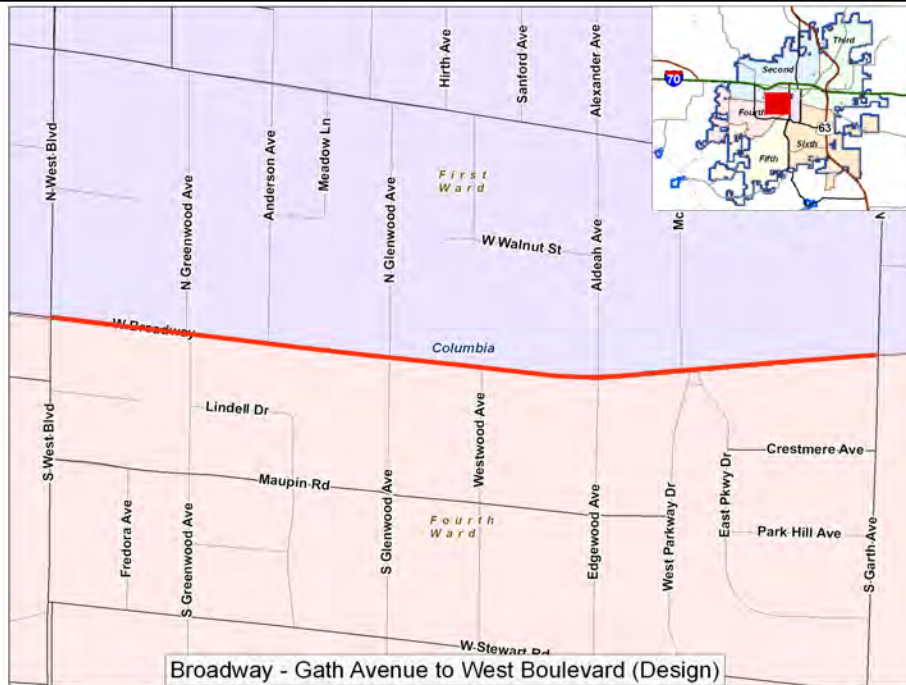 Hirth Ave
Sanford Ave
Alexander Ave
Third
Second
70
Fourth
63
Sixth
Fifth
N West Blvd
N Greenwood Ave
Anderson Ave
Meadow Ln
N Glenwood Ave
First
Ward
W Walnut St
Aldeah Ave
Mc
W Broadway
Columbia
S West Blvd
Lindell Dr
Westwood Ave
Crestmere Ave
Maupin Rd
Fourth
Ward
Fredora Ave
S Greenwood Ave
S Glenwood Ave
Edgewood Ave
West Parkway Dr
East Pkwy Dr
Park Hill Ave
S Garth Ave
W Stewart Rd
Broadway - Gath Avenue to West Boulevard (Design)